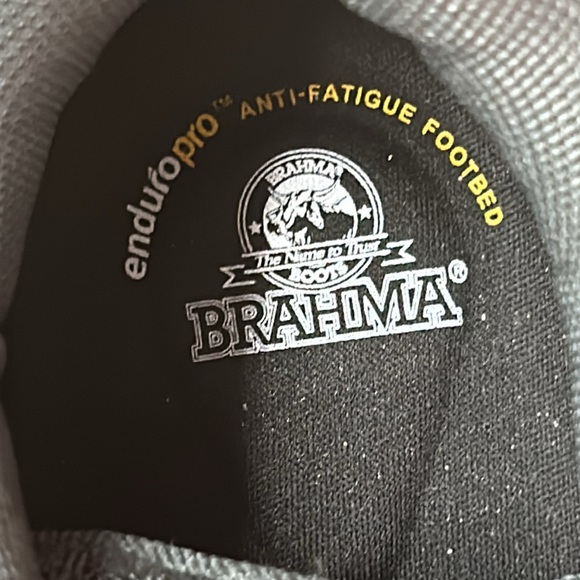 enduropro™ ANTI-FATIGUE FOOTBED
BRAHMA®
The Name to Trust
BOOTS
BRAHMA®